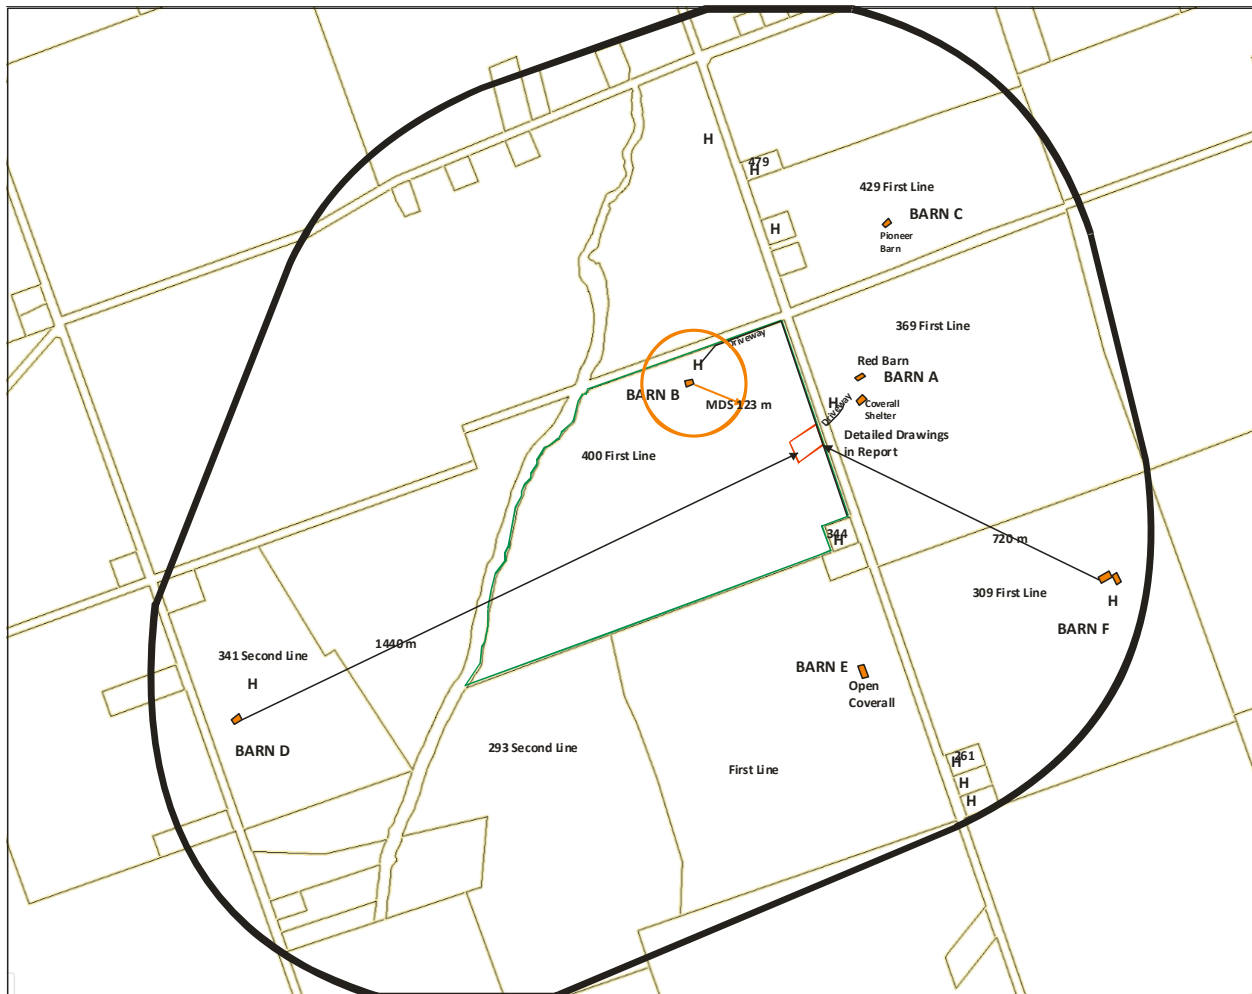 H
479
H
429 First Line
BARN C
H
Pioneer
Barn
369 First Line
Driveway
Red Barn
H
BARN A
BARN B
MDS 123 m
H
Driveway
Coverall
Shelter
Detailed Drawings
in Report
400 First Line
344
H
720 m
309 First Line
H
BARN F
1440 m
341 Second Line
H
BARN E
Open
Coverall
BARN D
293 Second Line
First Line
261
H
H
H